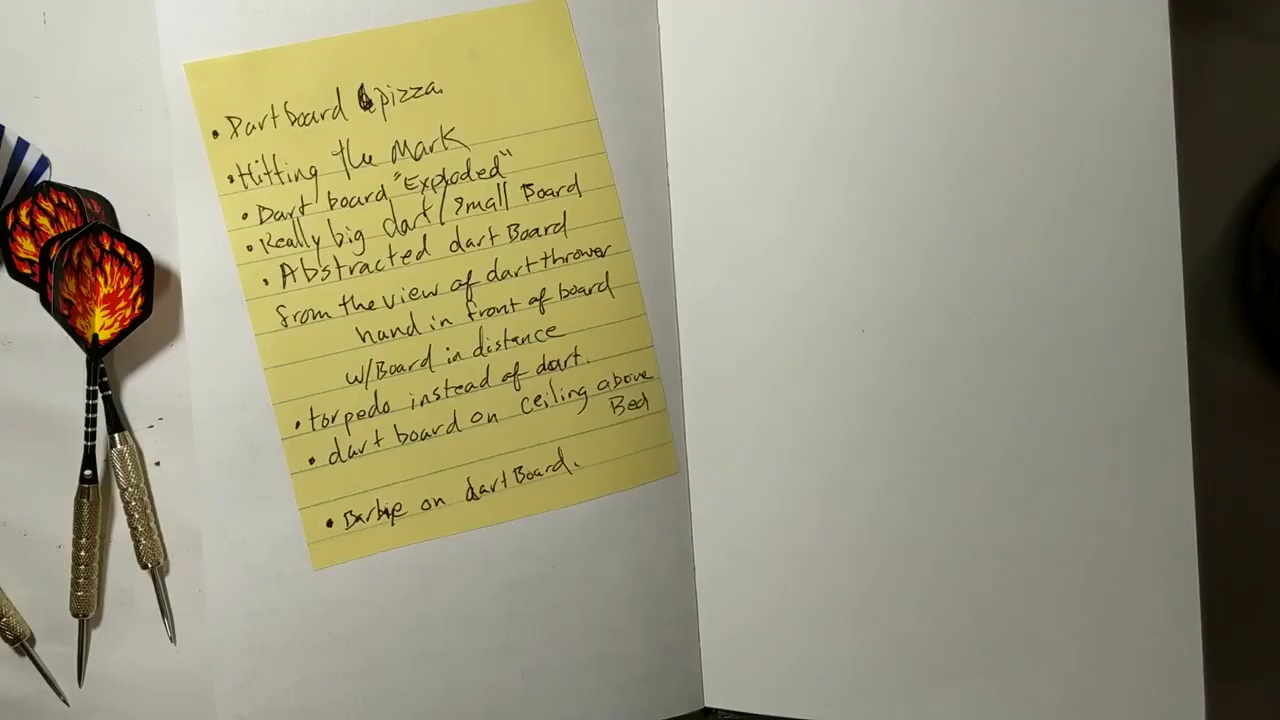 • Dartboard pizza.
• Hitting the Mark
• Dart board "Exploded"
• Really big dart/small Board
• Abstracted dart Board
from the view of dart thrower
hand in front of board
w/Board in distance
• torpedo instead of dart.
• dart board on ceiling above
Bed
• Barbie on dart Board.